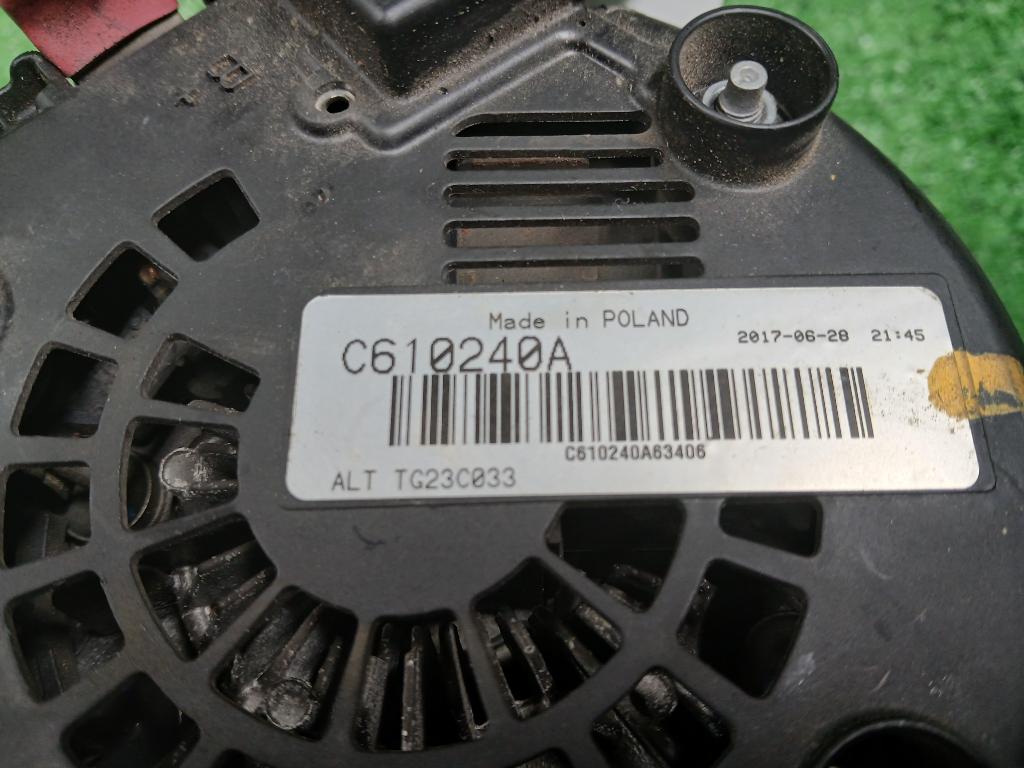 B+
Made in POLAND
2017-06-28 21:45
C610240A
C610240A63406
ALT TG23C033